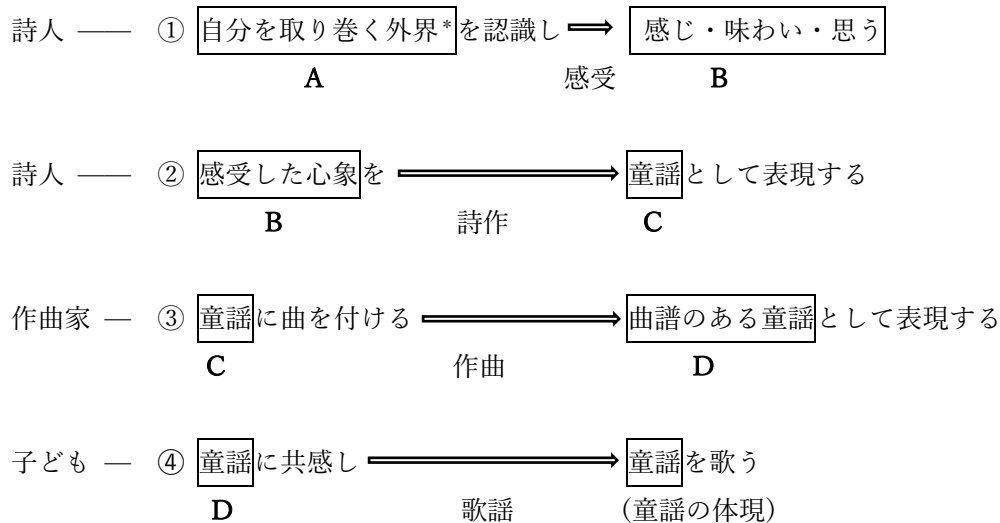 詩人 —— ① 自分を取り巻く外界*を認識し ⇒ 感じ・味わい・思う
A 感受 B
詩人 —— ② 感受した心象を ⇒ 童謡として表現する
B 詩作 C
作曲家 — ③ 童謡に曲を付ける ⇒ 曲譜のある童謡として表現する
C 作曲 D
子ども — ④ 童謡に共感し ⇒ 童謡を歌う
D 歌謡 (童謡の体現)